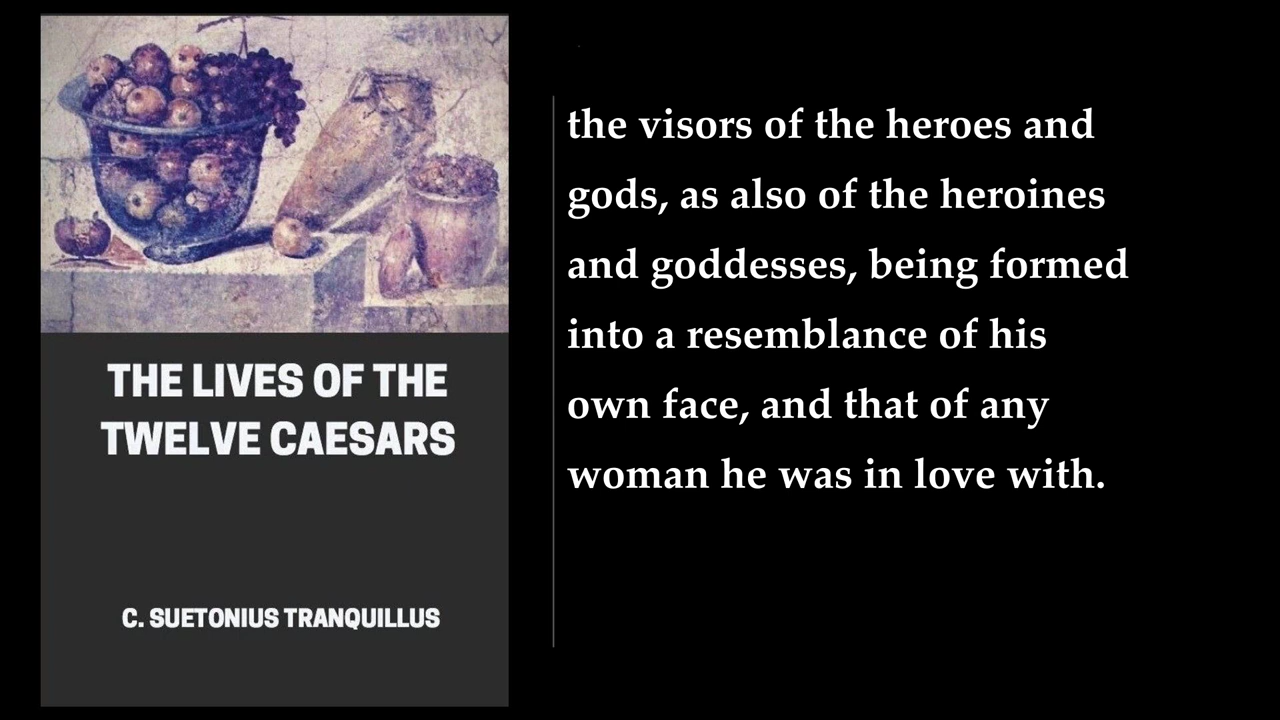 THE LIVES OF THE
TWELVE CAESARS
C. SUETONIUS TRANQUILLUS
the visors of the heroes and
gods, as also of the heroines
and goddesses, being formed
into a resemblance of his
own face, and that of any
woman he was in love with.